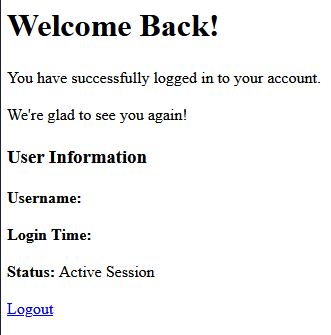 Welcome Back!
You have successfully logged in to your account.
We're glad to see you again!
User Information
Username:
Login Time:
Status: Active Session
Logout